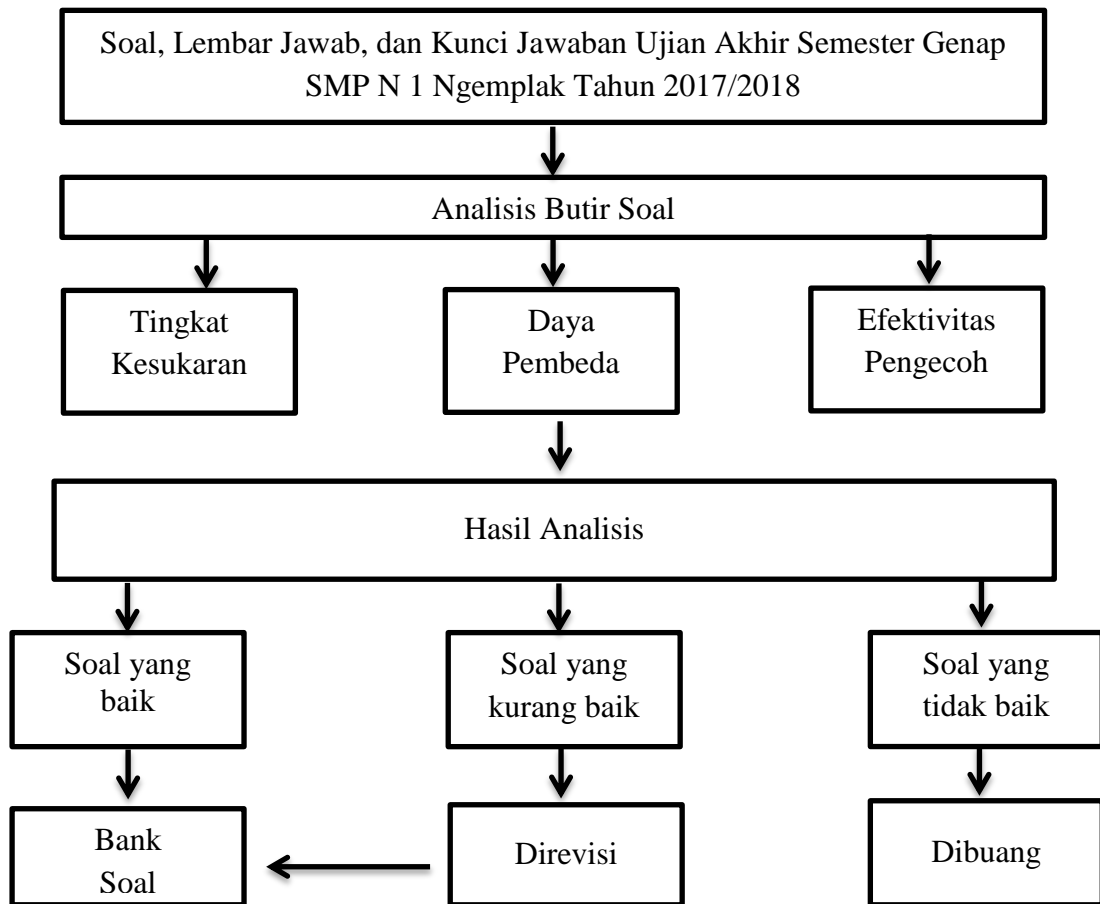 Soal, Lembar Jawab, dan Kunci Jawaban Ujian Akhir Semester Genap
SMP N 1 Ngemplak Tahun 2017/2018
Analisis Butir Soal
Tingkat
Kesukaran
Daya
Pembeda
Efektivitas
Pengecoh
Hasil Analisis
Soal yang
baik
Soal yang
kurang baik
Soal yang
tidak baik
Bank
Soal
Direvisi
Dibuang